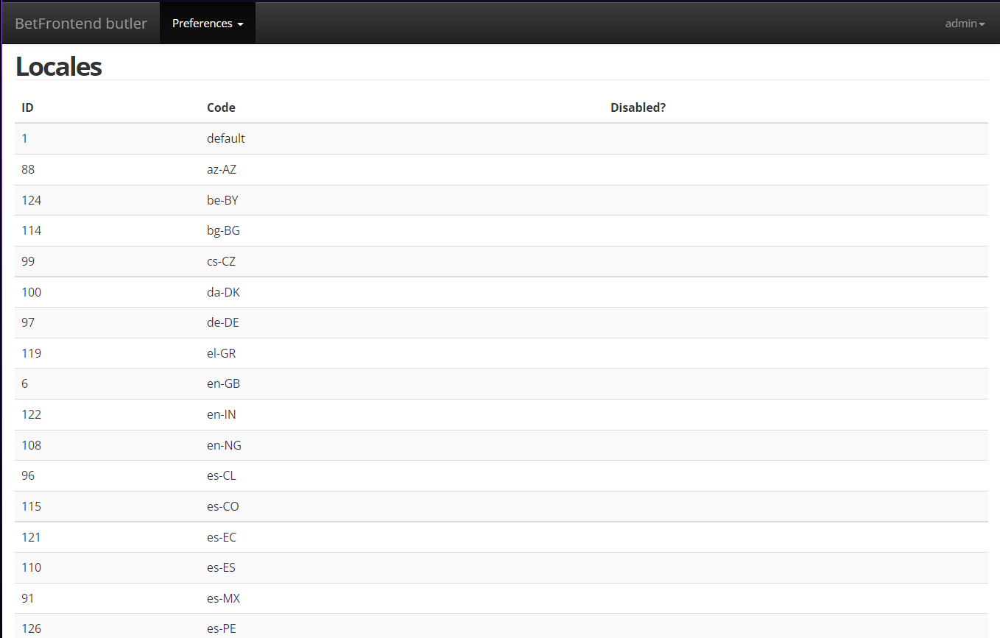 BetFrontend butler Preferences admin
Locales
ID Code Disabled?
1 default
88 az-AZ
124 be-BY
114 bg-BG
99 cs-CZ
100 da-DK
97 de-DE
119 el-GR
6 en-GB
122 en-IN
108 en-NG
96 es-CL
115 es-CO
121 es-EC
110 es-ES
91 es-MX
126 es-PE